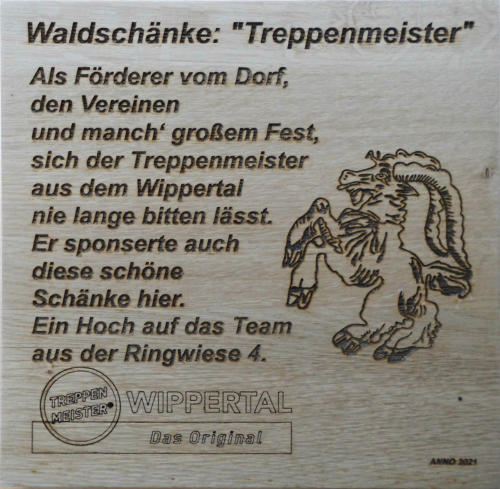 Waldschänke: "Treppenmeister"
Als Förderer vom Dorf,
den Vereinen
und manch‘ großem Fest,
sich der Treppenmeister
aus dem Wippertal
nie lange bitten lässt.
Er sponserte auch
diese schöne
Schänke hier.
Ein Hoch auf das Team
aus der Ringwiese 4.
TREPPEN
MEISTER®
WIPPERTAL
Das Original
ANNO 2021